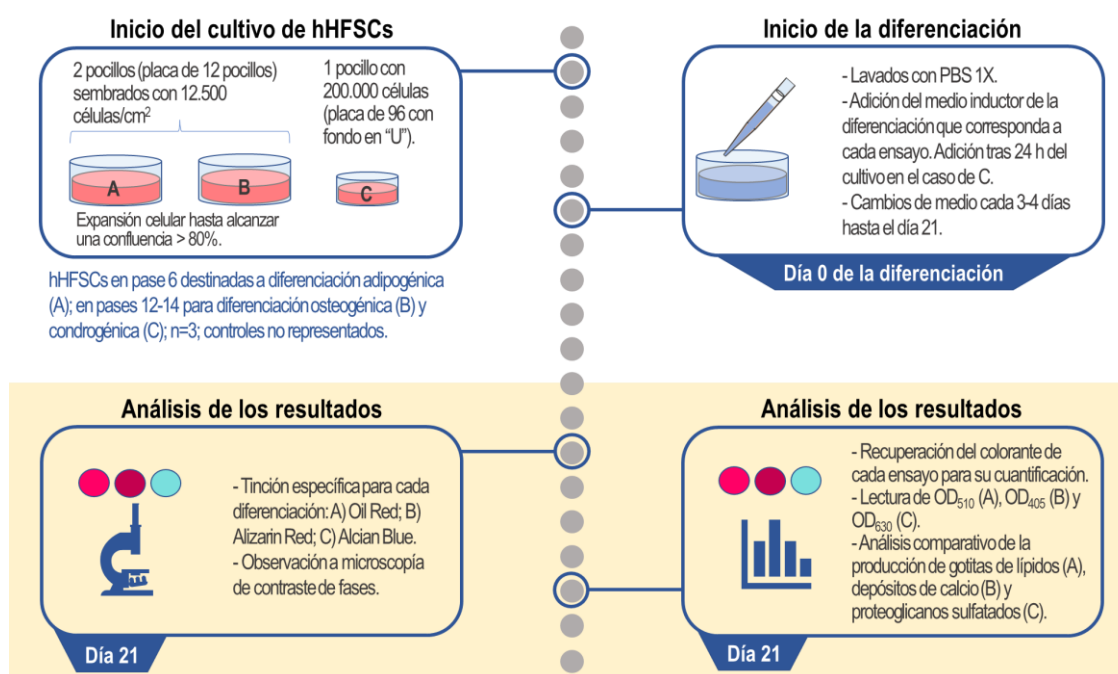 Inicio del cultivo de hHFSCs
2 pocillos (placa de 12 pocillos)
sembrados con 12.500
células/cm²
1 pocillo con
200.000 células
(placa de 96 con
fondo en “U”).
A
B
C
Expansión celular hasta alcanzar
una confluencia > 80%.
hHFSCs en pase 6 destinadas a diferenciación adipogénica
(A); en pases 12-14 para diferenciación osteogénica (B) y
condrogénica (C); n=3; controles no representados.
Inicio de la diferenciación
- Lavados con PBS 1X.
- Adición del medio inductor de la
diferenciación que corresponda a
cada ensayo. Adición tras 24 h del
cultivo en el caso de C.
- Cambios de medio cada 3-4 días
hasta el día 21.
Día 0 de la diferenciación
Análisis de los resultados
- Tinción específica para cada
diferenciación: A) Oil Red; B)
Alizarin Red; C) Alcian Blue.
- Observación a microscopía
de contraste de fases.
Día 21
Análisis de los resultados
- Recuperación del colorante de
cada ensayo para su cuantificación.
- Lectura de OD₅₁₀ (A), OD₄₀₅ (B) y
OD₆₃₀ (C).
- Análisis comparativo de la
producción de gotitas de lípidos (A),
depósitos de calcio (B) y
proteoglicanos sulfatados (C).
Día 21